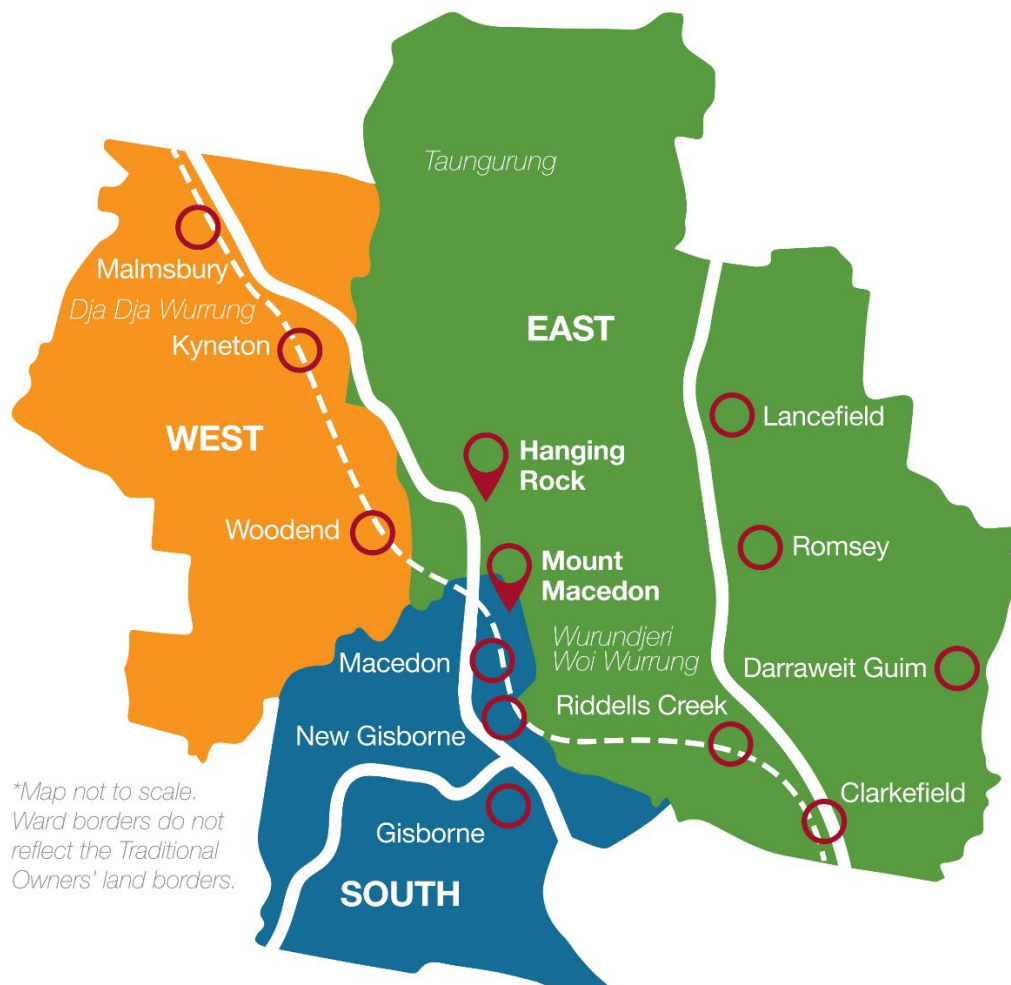 Taungurung
Malmsbury
Dja Dja Wurrung
Kyneton
EAST
WEST
Lancefield
Hanging
Rock
Woodend
Romsey
Mount
Macedon
Wurundjeri
Woi Wurrung
Macedon
Darraweit Guim
Riddells Creek
New Gisborne
Clarkefield
*Map not to scale.
Ward borders do not
reflect the Traditional
Owners' land borders.
Gisborne
SOUTH